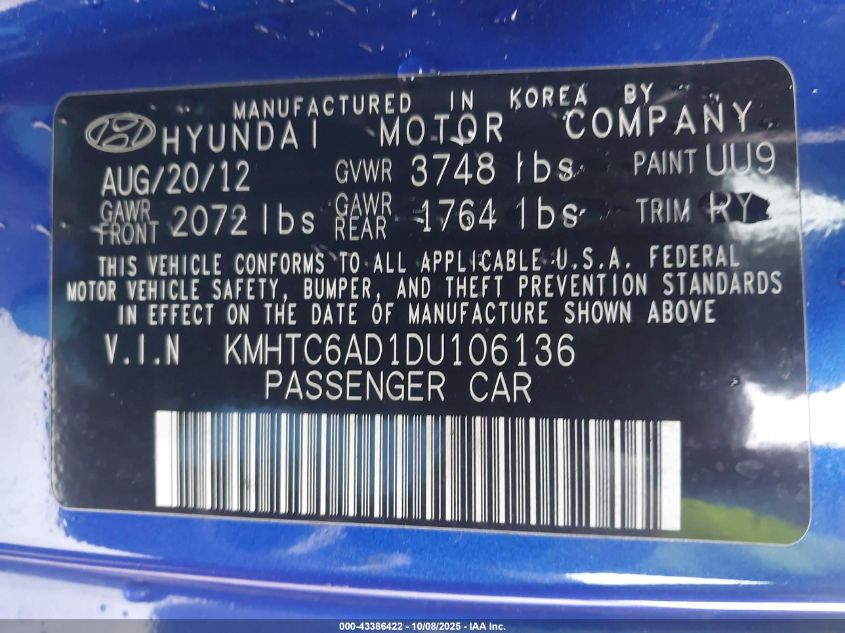 MANUFACTURED IN KOREA BY
HYUNDAI MOTOR COMPANY
AUG/20/12 GVWR 3748 lbs PAINT UU9
GAWR FRONT 2072 lbs GAWR REAR 1764 lbs TRIM RY
THIS VEHICLE CONFORMS TO ALL APPLICABLE U.S.A. FEDERAL
MOTOR VEHICLE SAFETY, BUMPER, AND THEFT PREVENTION STANDARDS
IN EFFECT ON THE DATE OF MANUFACTURE SHOWN ABOVE
V.I.N KMHTC6AD1DU106136
PASSENGER CAR
000-43386422 - 10/08/2025 - IAA Inc.